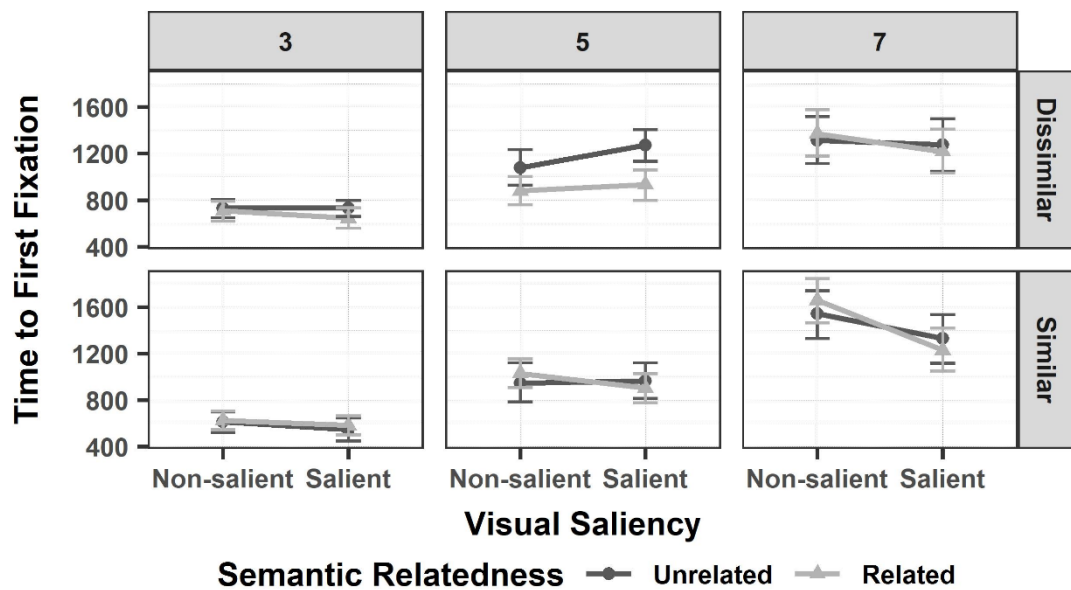 3 5 7
Time to First Fixation
1600
1200
800
400
Dissimilar
1600
1200
800
400
Similar
Non-salient Salient Non-salient Salient Non-salient Salient
Visual Saliency
Semantic Relatedness Unrelated Related